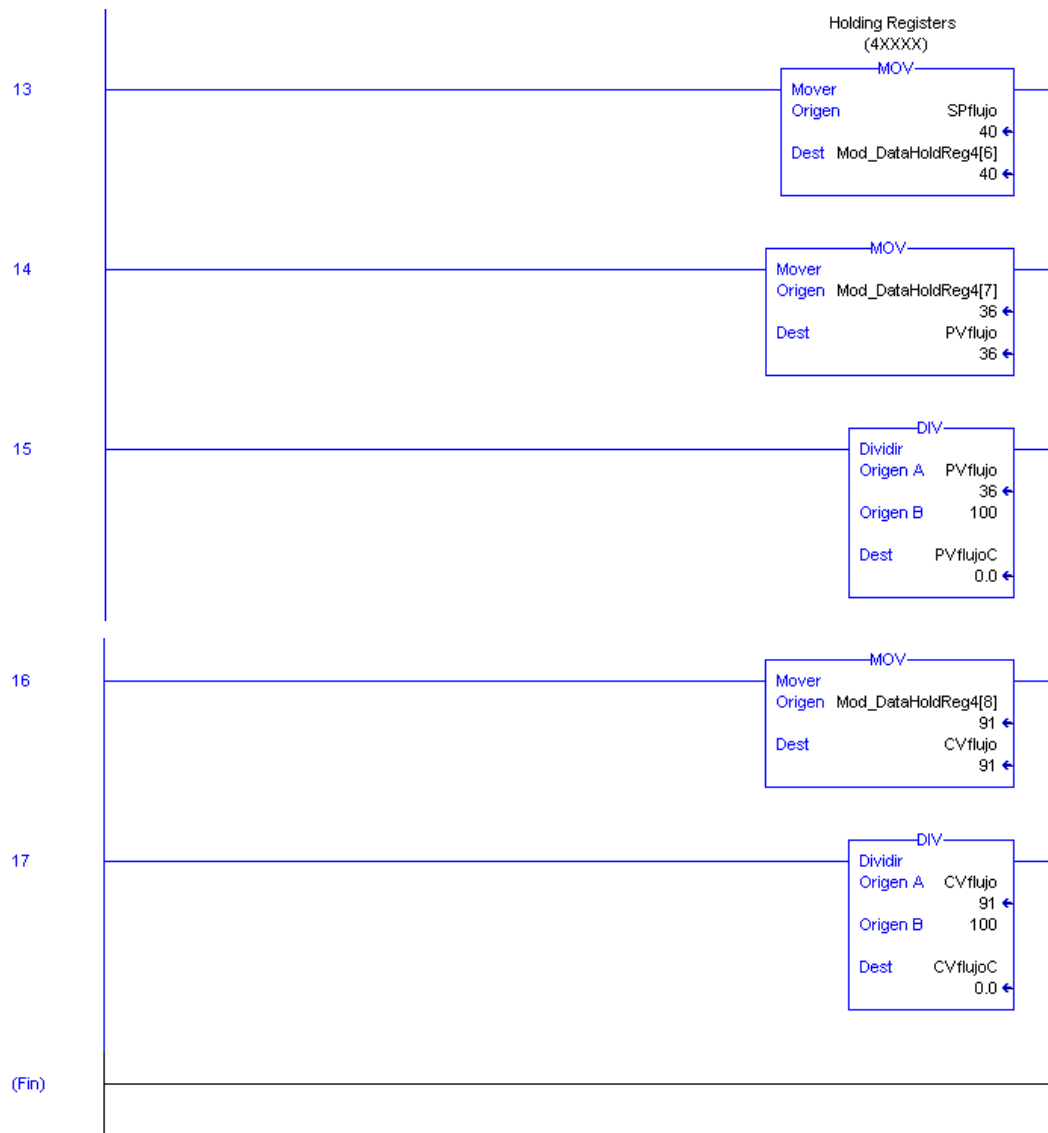 Holding Registers
(4XXXX)
13
MOV
Mover
Origen SPflujo
40
Dest Mod_DataHoldReg4[6]
40
14
MOV
Mover
Origen Mod_DataHoldReg4[7]
36
Dest PVflujo
36
15
DIV
Dividir
Origen A PVflujo
36
Origen B 100
Dest PVflujoC
0.0
16
MOV
Mover
Origen Mod_DataHoldReg4[8]
91
Dest CVflujo
91
17
DIV
Dividir
Origen A CVflujo
91
Origen B 100
Dest CVflujoC
0.0
(Fin)